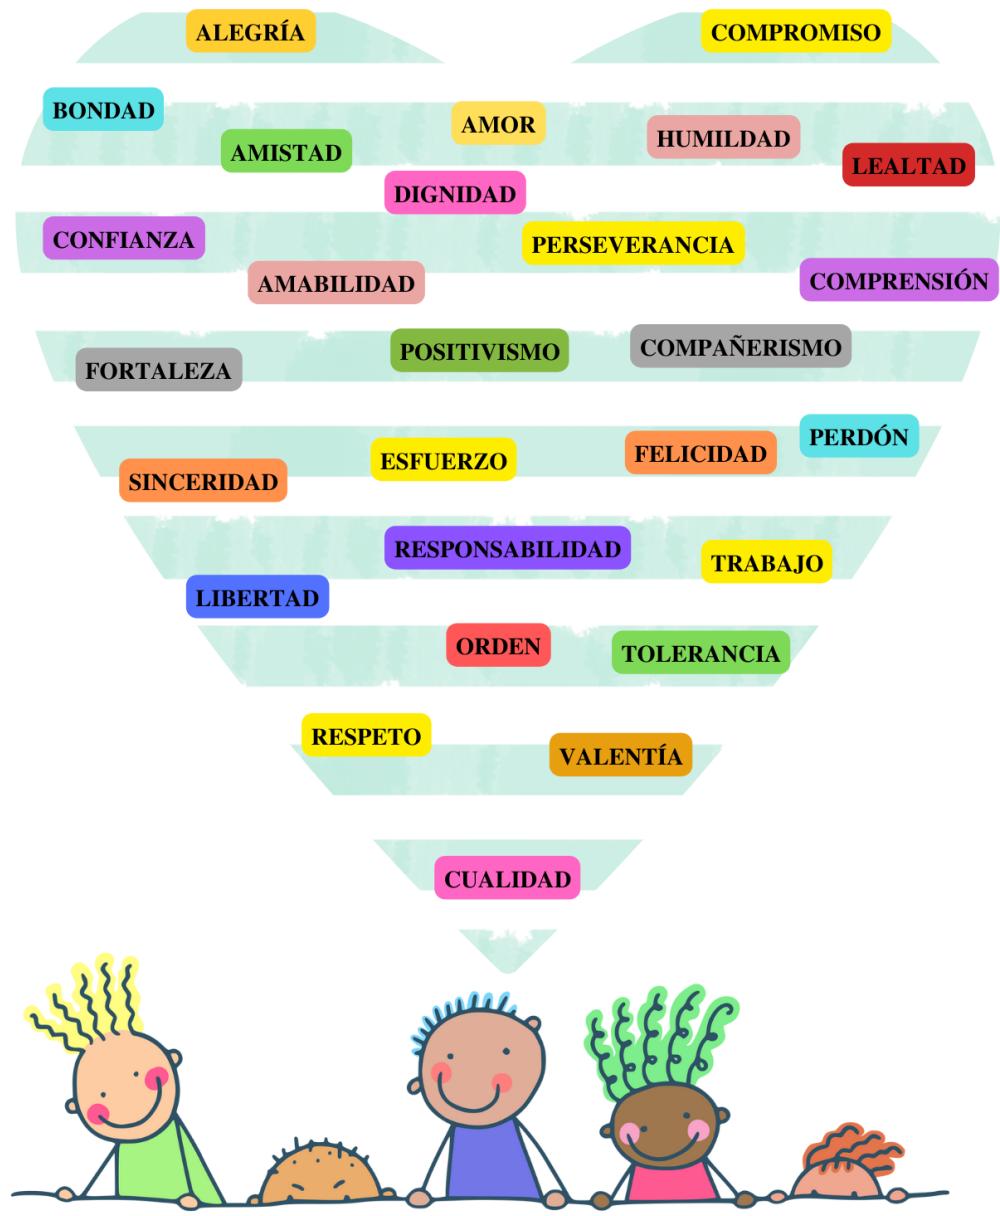 ALEGRÍA
COMPROMISO
BONDAD
AMOR
HUMILDAD
AMISTAD
LEALTAD
DIGNIDAD
CONFIANZA
PERSEVERANCIA
AMABILIDAD
COMPRENSIÓN
POSITIVISMO
COMPAÑERISMO
FORTALEZA
PERDÓN
ESFUERZO
FELICIDAD
SINCERIDAD
RESPONSABILIDAD
TRABAJO
LIBERTAD
ORDEN
TOLERANCIA
RESPETO
VALENTÍA
CUALIDAD